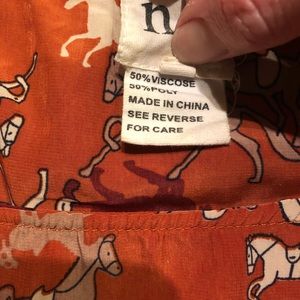 50%VISCOSE
50%POLY
MADE IN CHINA
SEE REVERSE
FOR CARE